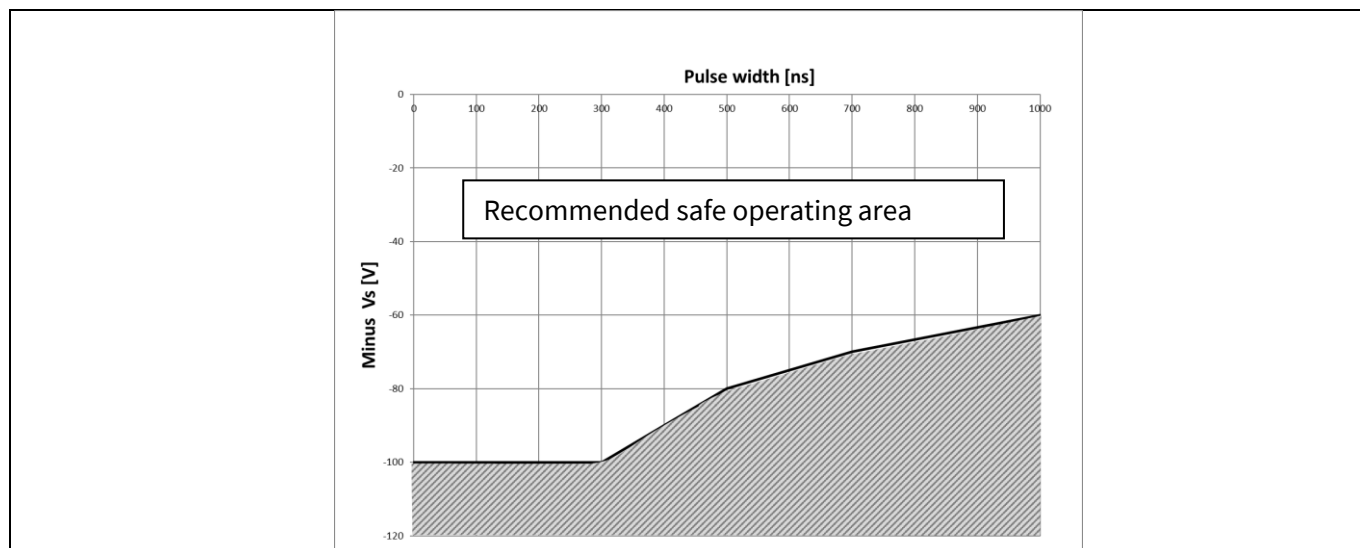 Pulse width [ns]
0
0 100 200 300 400 500 600 700 800 900 1000
-20
Recommended safe operating area
-40
Minus Vs [V]
-60
-80
-100
-120